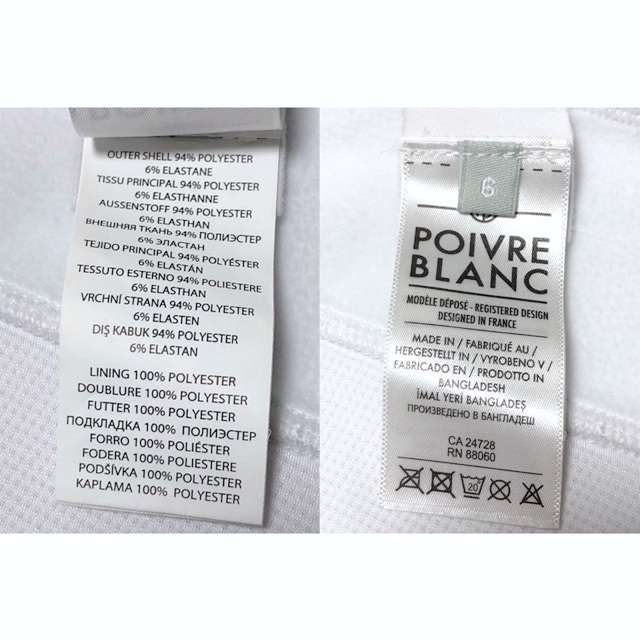 OUTER SHELL 94% POLYESTER
6% ELASTANE
TISSU PRINCIPAL 94% POLYESTER
6% ELASTHANNE
AUSSENSTOFF 94% POLYESTER
6% ELASTHAN
ВНЕШНЯЯ ТКАНЬ 94% ПОЛИЭСТЕР
6% ЭЛАСТАН
TEJIDO PRINCIPAL 94% POLYÉSTER
6% ELASTÁN
TESSUTO ESTERNO 94% POLIESTERE
6% ELASTHAN
VRCHNÍ STRANA 94% POLYESTER
6% ELASTEN
DIŞ KABUK 94% POLYESTER
6% ELASTAN
LINING 100% POLYESTER
DOUBLURE 100% POLYESTER
FUTTER 100% POLYESTER
ПОДКЛАДКА 100% ПОЛИЭСТЕР
FORRO 100% POLIÉSTER
FODERA 100% POLIESTERE
PODŠÍVKA 100% POLYESTER
KAPLAMA 100% POLYESTER
6
POIVRE
BLANC
MODÈLE DÉPOSÉ - REGISTERED DESIGN
DESIGNED IN FRANCE
MADE IN / FABRIQUÉ AU /
HERGESTELLT IN / VYROBENO V /
FABRICADO EN / PRODOTTO IN
BANGLADESH
İMAL YERİ BANGLADEŞ
ПРОИЗВЕДЕНО В БАНГЛАДЕШ
CA 24728
RN 88060
20